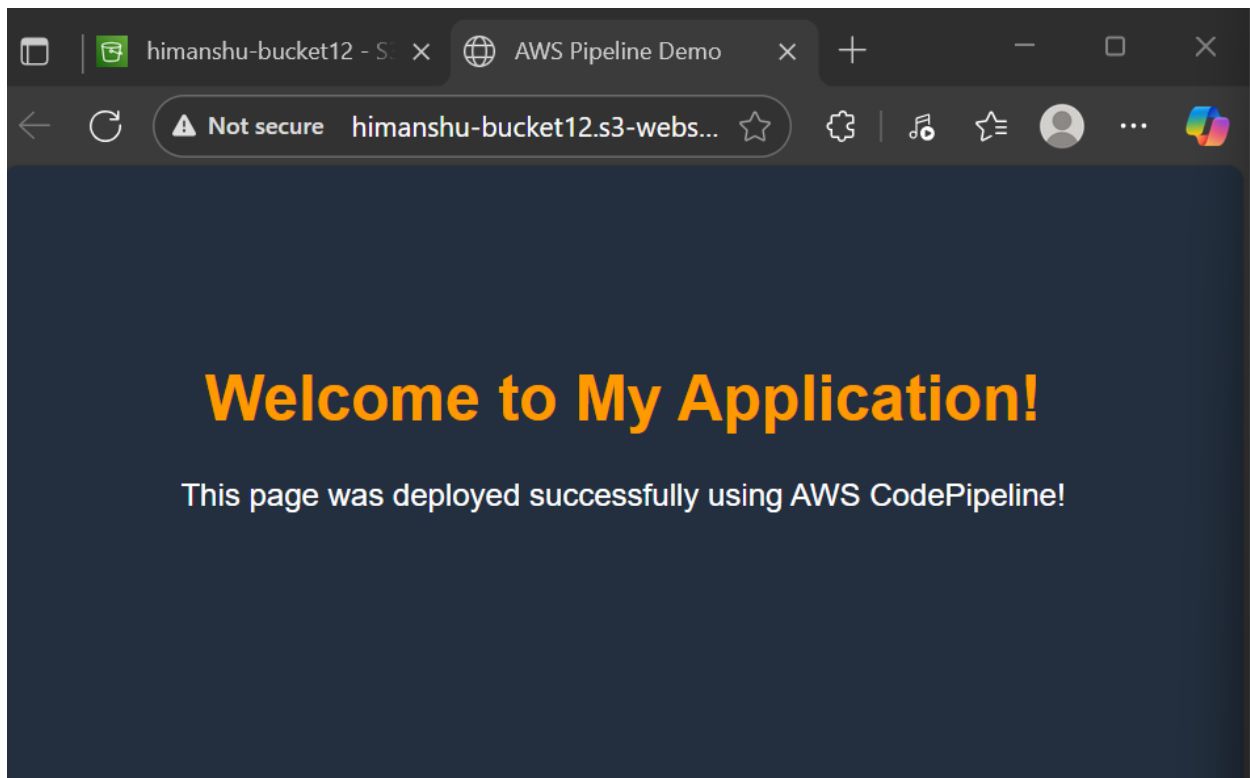 himanshu-bucket12 - S3
AWS Pipeline Demo
Not secure himanshu-bucket12.s3-webs...
Welcome to My Application!
This page was deployed successfully using AWS CodePipeline!